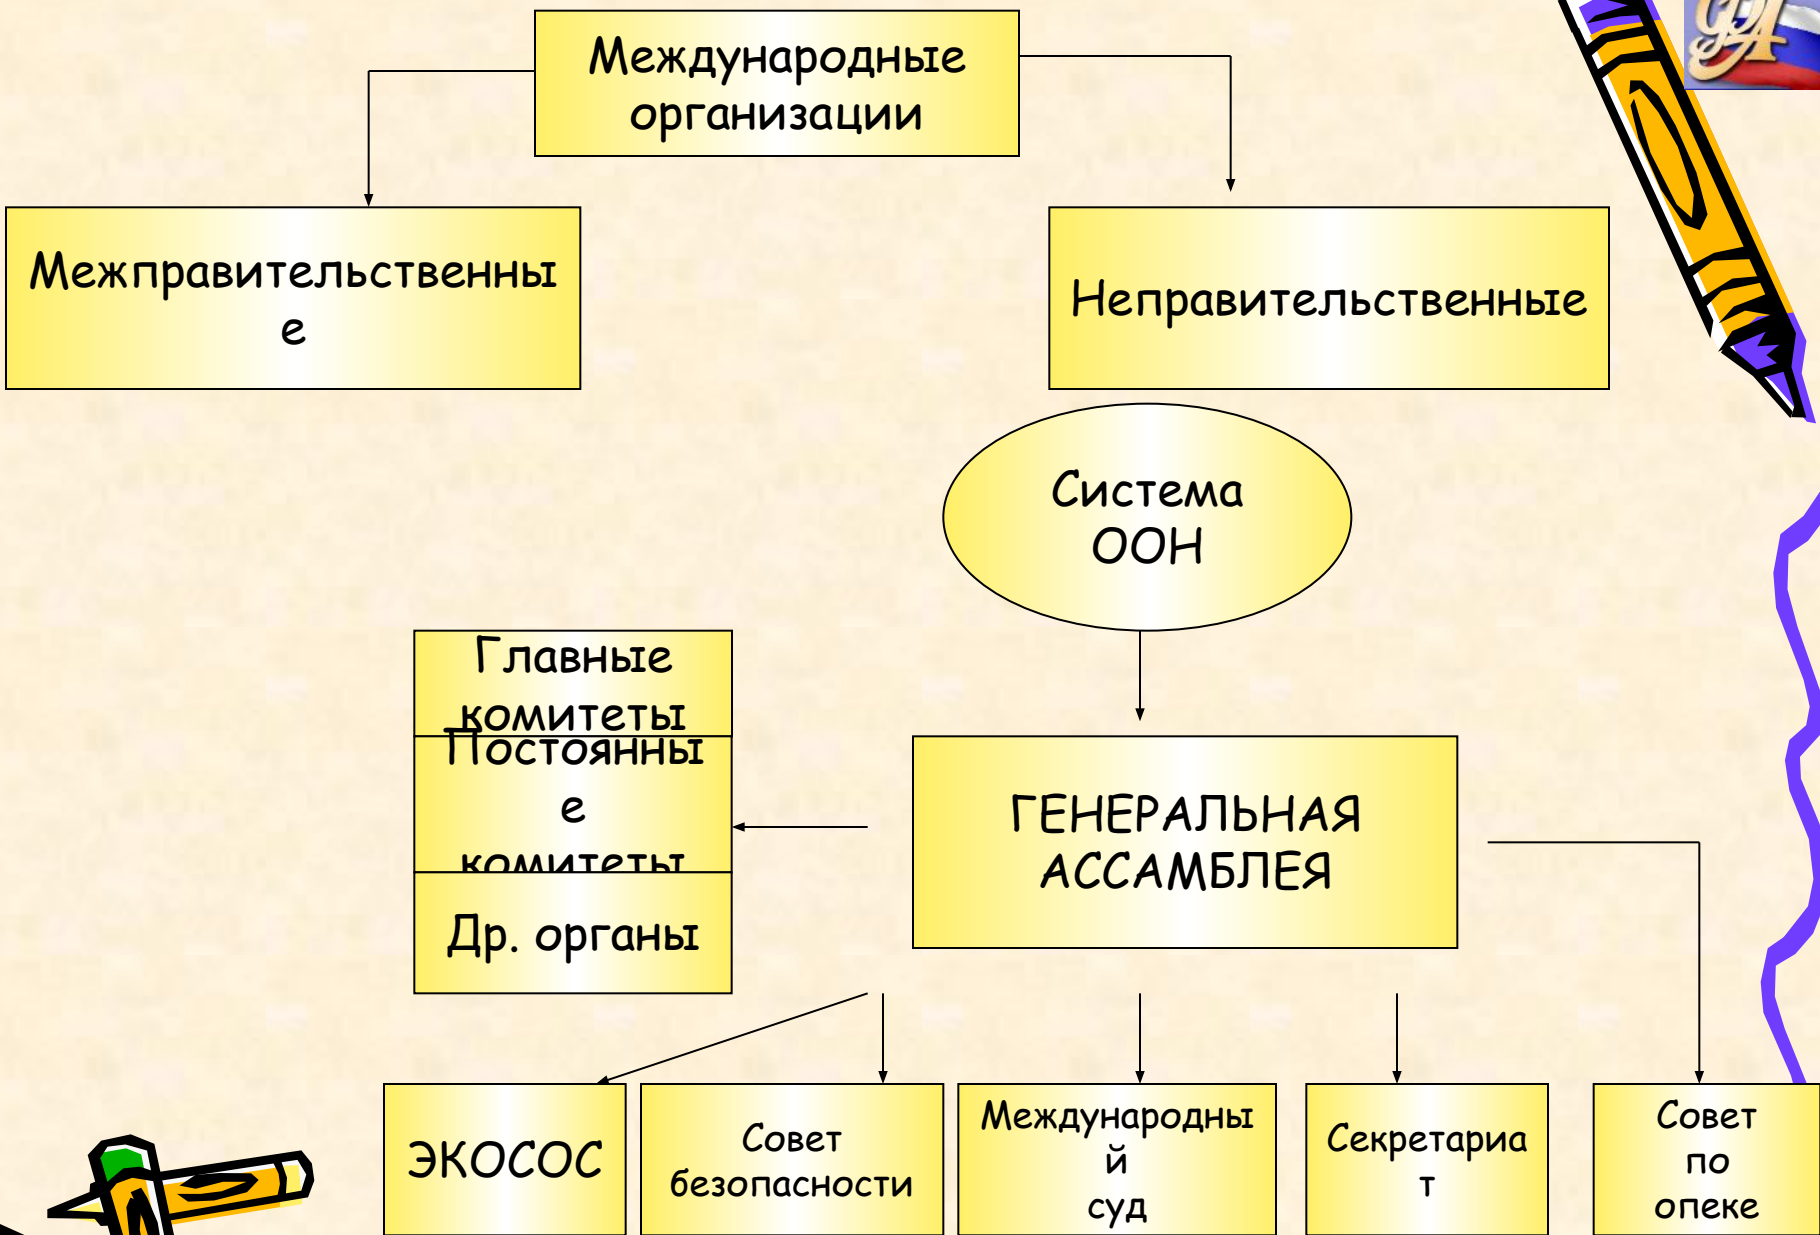 Международные
организации
Межправительственны
е
Неправительственные
Система
ООН
Главные
комитеты
Постоянны
е
комитеты
ГЕНЕРАЛЬНАЯ
АССАМБЛЕЯ
Др. органы
ЭКОСОС
Совет
безопасности
Международны
й
суд
Секретариа
т
Совет
по
опеке